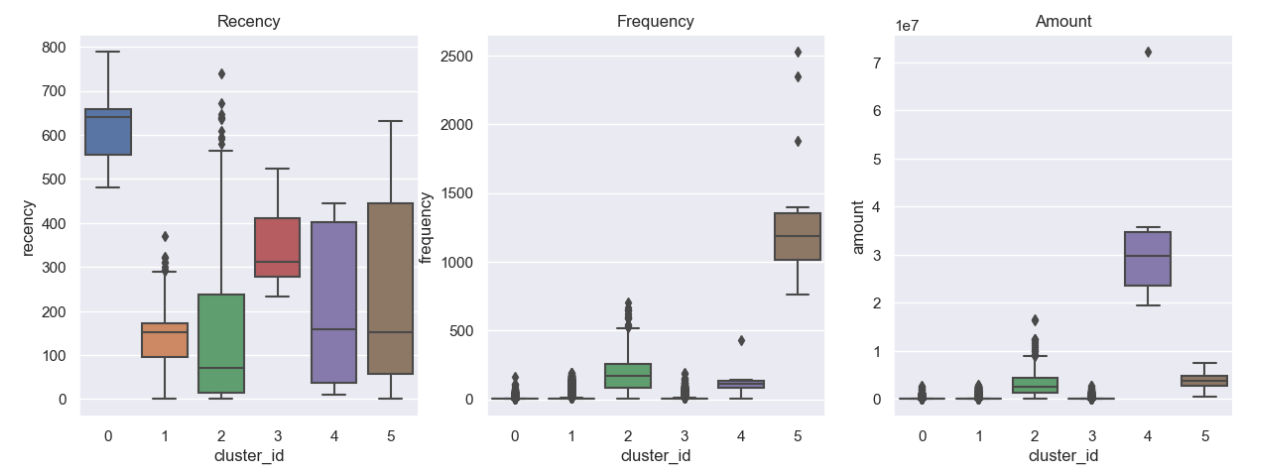 Recency
800
700
600
500
400
300
200
100
0
recency
0 1 2 3 4 5
cluster_id
Frequency
2500
2000
1500
1000
500
0
frequency
0 1 2 3 4 5
cluster_id
Amount
1e7
7
6
5
4
3
2
1
0
amount
0 1 2 3 4 5
cluster_id